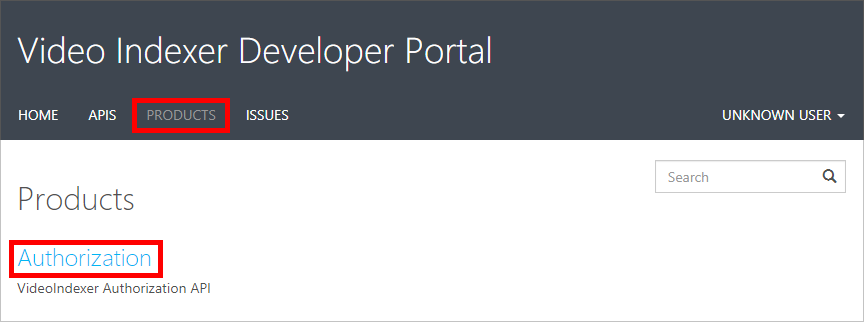 Video Indexer Developer Portal
HOME APIS PRODUCTS ISSUES UNKNOWN USER
Search
Products
Authorization
VideoIndexer Authorization API